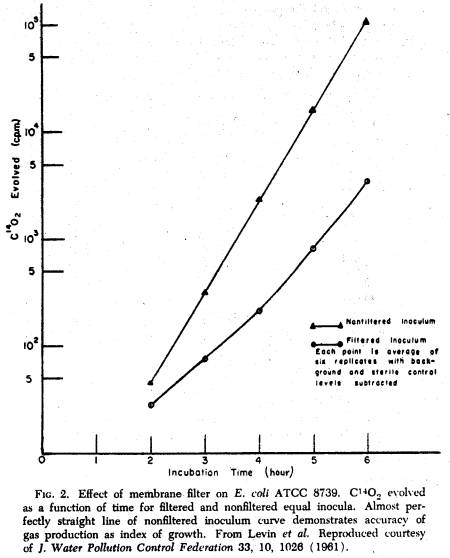 10⁵
5
10⁴
5
10³
5
10²
5
C¹⁴O₂ Evolved (cpm)
Nonfiltered Inoculum
Filtered Inoculum
Each point is average of
six replicates with back-
ground and sterile control
levels subtracted
0 1 2 3 4 5 6
Incubation Time (hour)
Fig. 2. Effect of membrane filter on E. coli ATCC 8739. C¹⁴O₂ evolved
as a function of time for filtered and nonfiltered equal inocula. Almost per-
fectly straight line of nonfiltered inoculum curve demonstrates accuracy of
gas production as index of growth. From Levin et al. Reproduced courtesy
of J. Water Pollution Control Federation 33, 10, 1026 (1961).